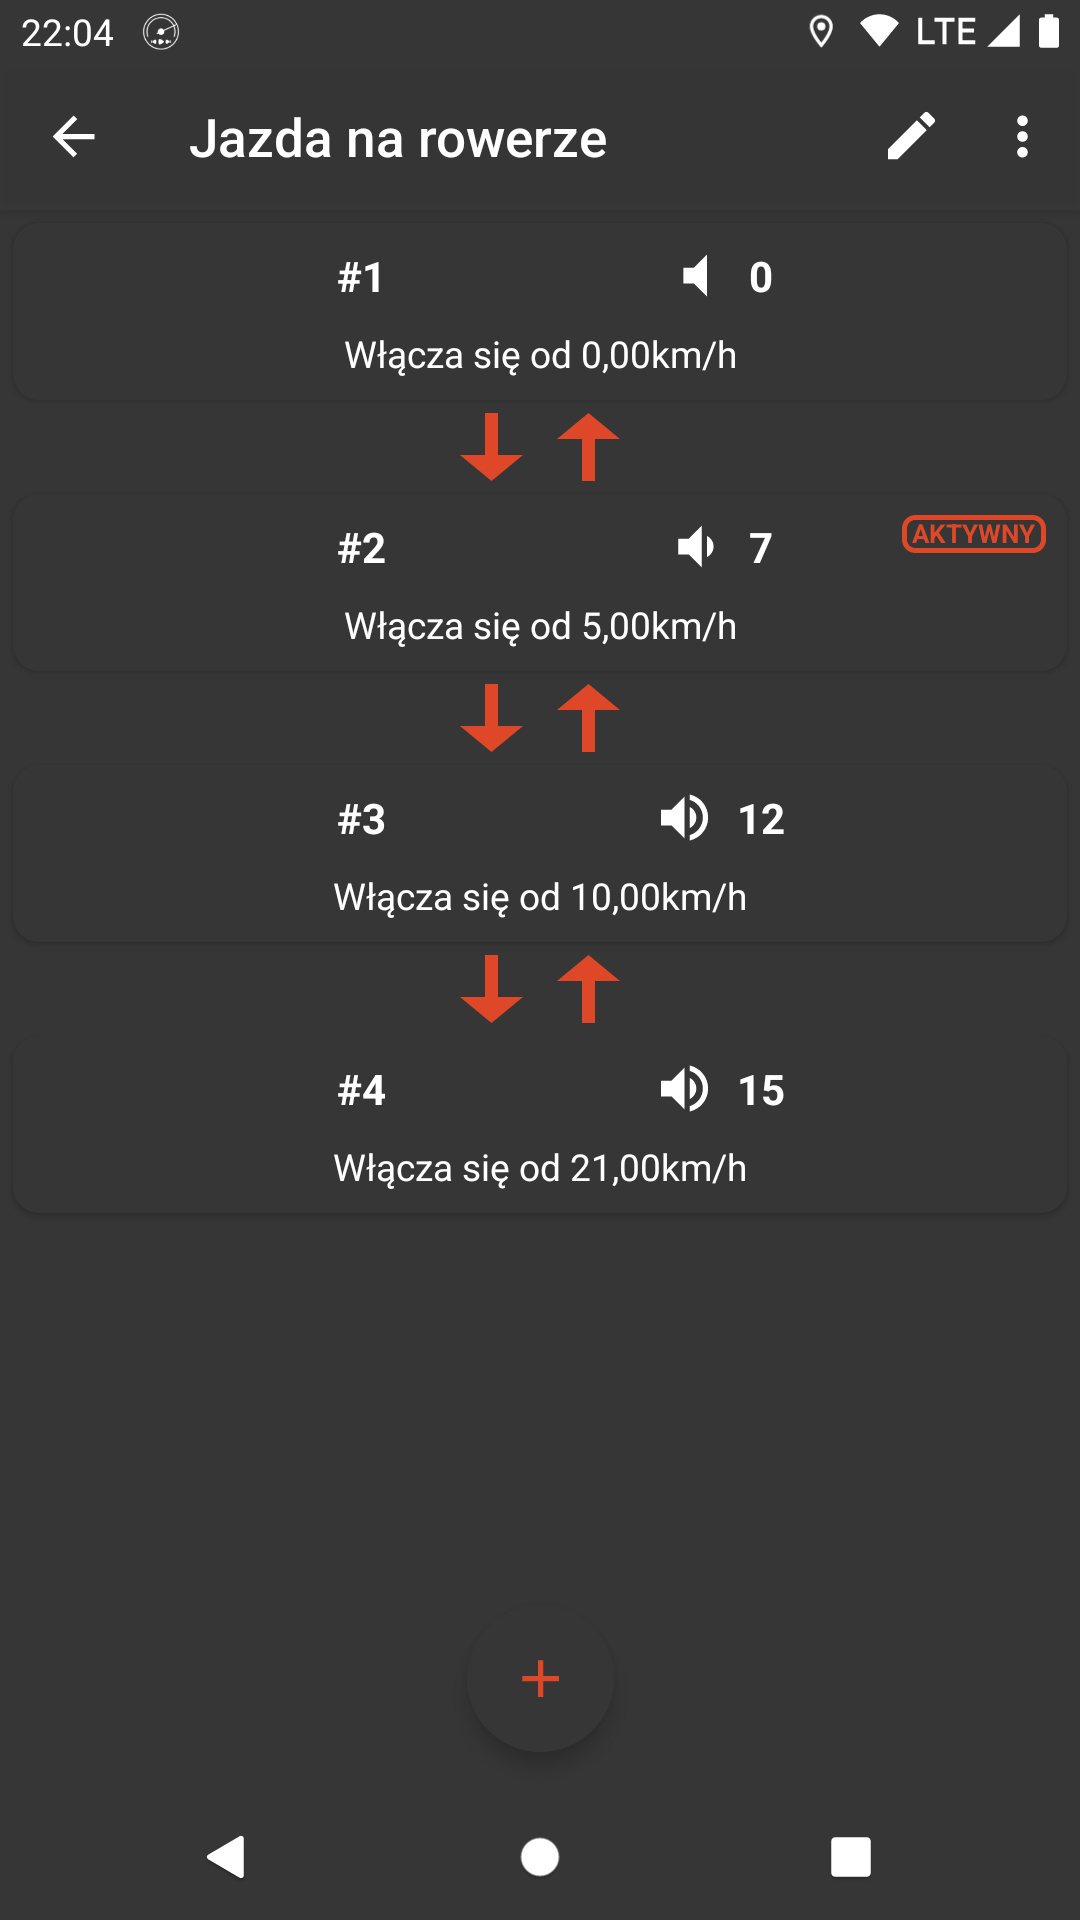 22:04 LTE
Jazda na rowerze
#1 0
Włącza się od 0,00km/h
#2 7 AKTYWNY
Włącza się od 5,00km/h
#3 12
Włącza się od 10,00km/h
#4 15
Włącza się od 21,00km/h